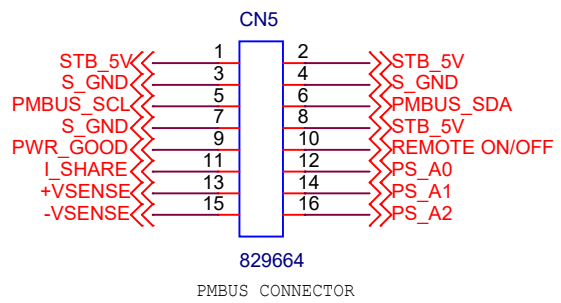 CN5
STB_5V 1 2 STB_5V
S_GND 3 4 S_GND
PMBUS_SCL 5 6 PMBUS_SDA
S_GND 7 8 STB_5V
PWR_GOOD 9 10 REMOTE ON/OFF
I_SHARE 11 12 PS_A0
+VSENSE 13 14 PS_A1
-VSENSE 15 16 PS_A2
829664
PMBUS CONNECTOR